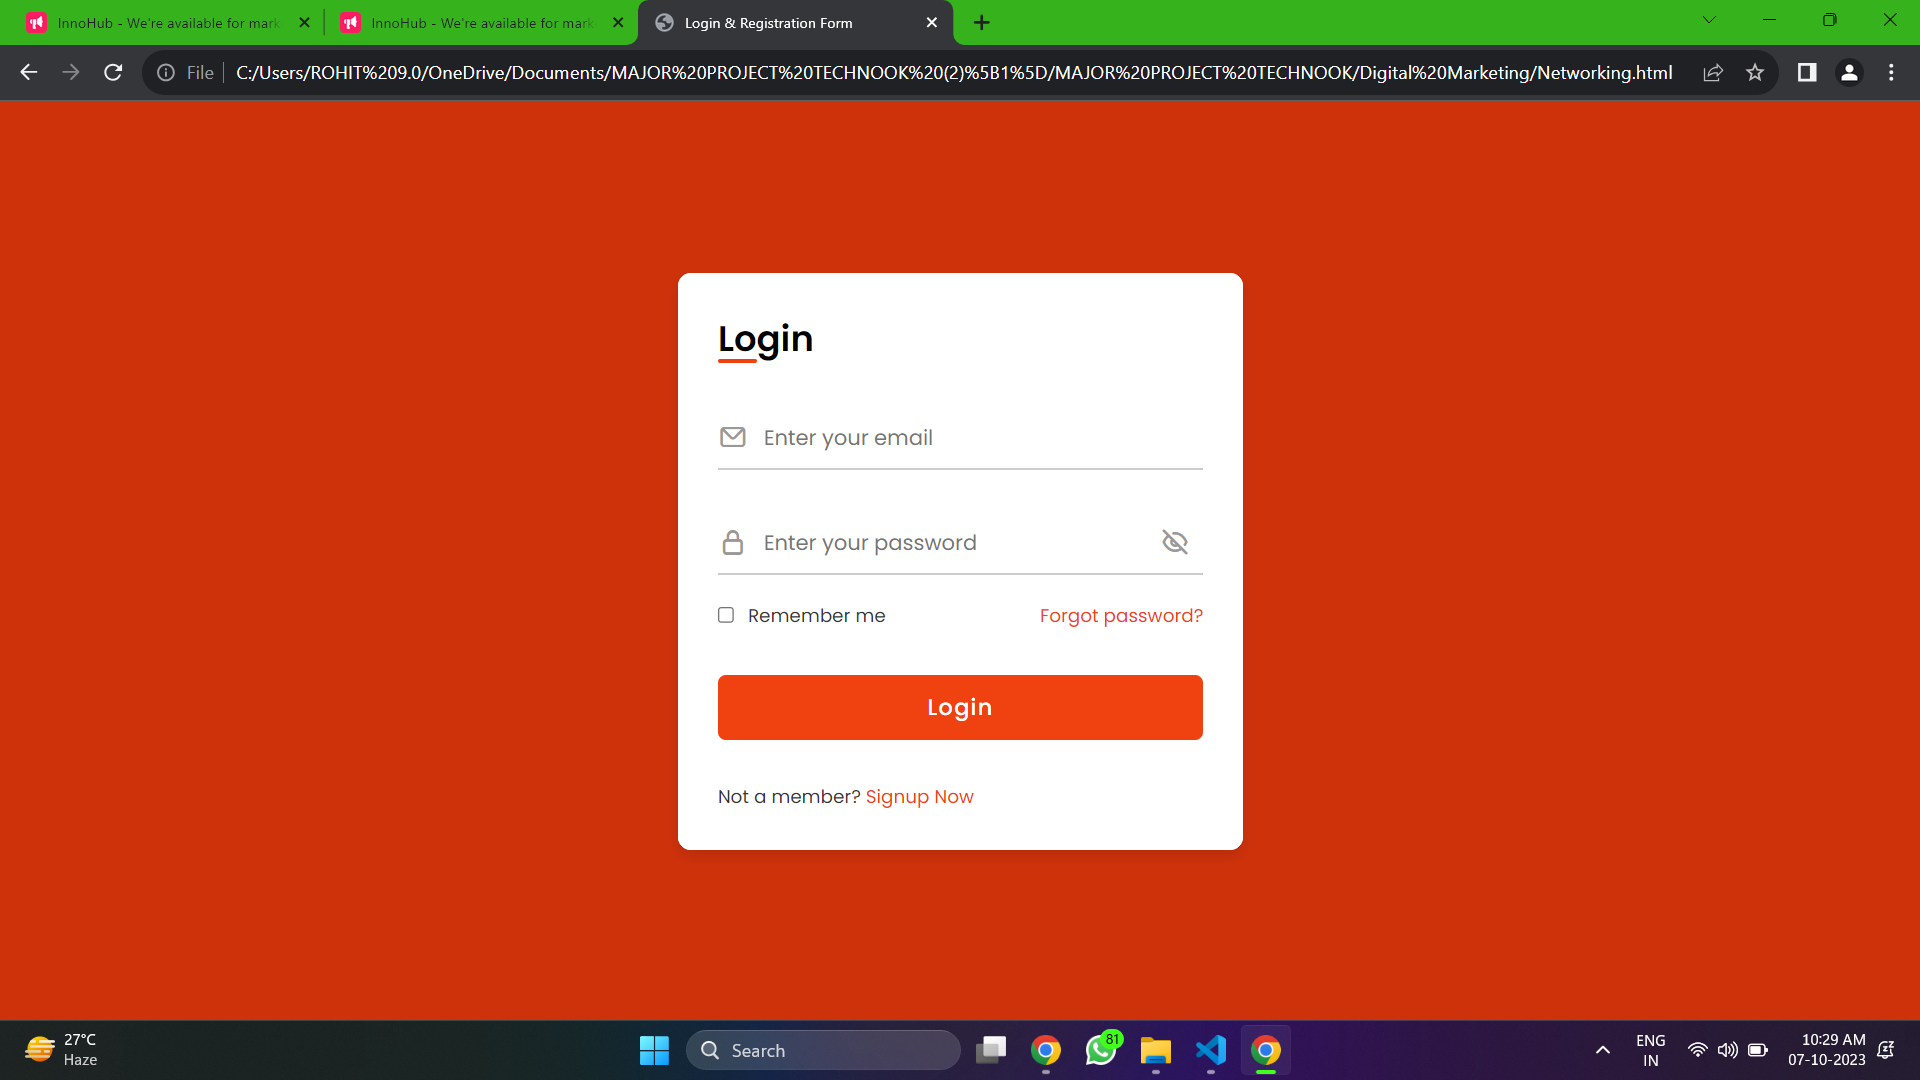 InnoHub - We're available for mark
InnoHub - We're available for mark
Login & Registration Form
File
C:/Users/ROHIT%209.0/OneDrive/Documents/MAJOR%20PROJECT%20TECHNOOK%20(2)%5B1%5D/MAJOR%20PROJECT%20TECHNOOK/Digital%20Marketing/Networking.html
Login
Enter your email
Enter your password
Remember me
Forgot password?
Login
Not a member? Signup Now
27°C
Haze
Search
81
ENG
IN
10:29 AM
07-10-2023